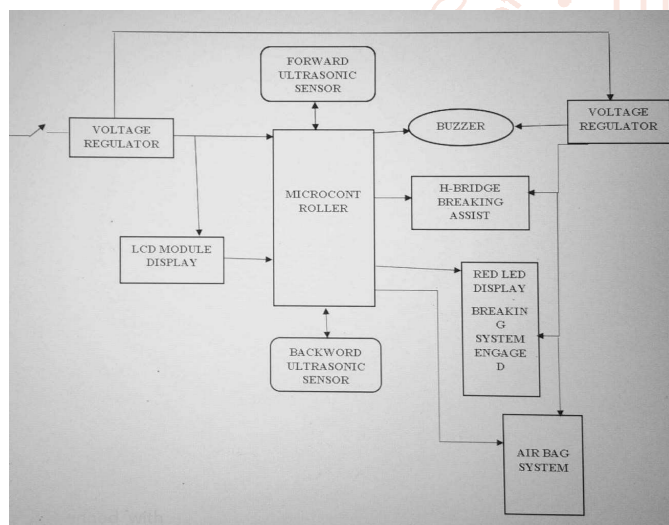 FORWARD
ULTRASONIC
SENSOR
VOLTAGE
REGULATOR
BUZZER
VOLTAGE
REGULATOR
MICROCONT
ROLLER
H-BRIDGE
BREAKING
ASSIST
LCD MODULE
DISPLAY
RED LED
DISPLAY
BREAKIN
G
SYSTEM
ENGAGE
D
BACKWORD
ULTRASONIC
SENSOR
AIR BAG
SYSTEM